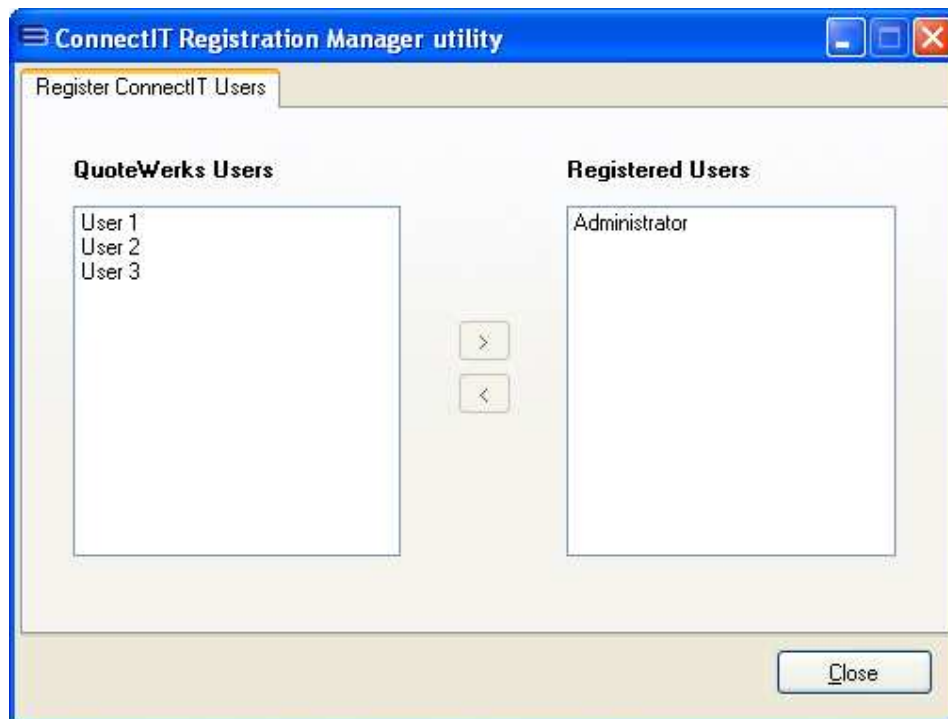 ConnectIT Registration Manager utility
Register ConnectIT Users
QuoteWerks Users
Registered Users
User 1
User 2
User 3
Administrator
>
<
Close